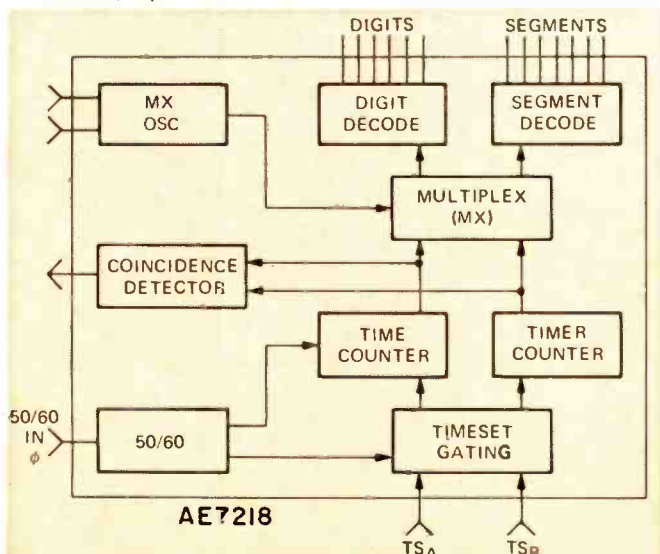 DIGITS
SEGMENTS
MX
OSC
DIGIT
DECODE
SEGMENT
DECODE
MULTIPLEX
(MX)
COINCIDENCE
DETECTOR
TIME
COUNTER
TIMER
COUNTER
50/60
IN
φ
50/60
TIMESET
GATING
AE7218
TSA
TSB